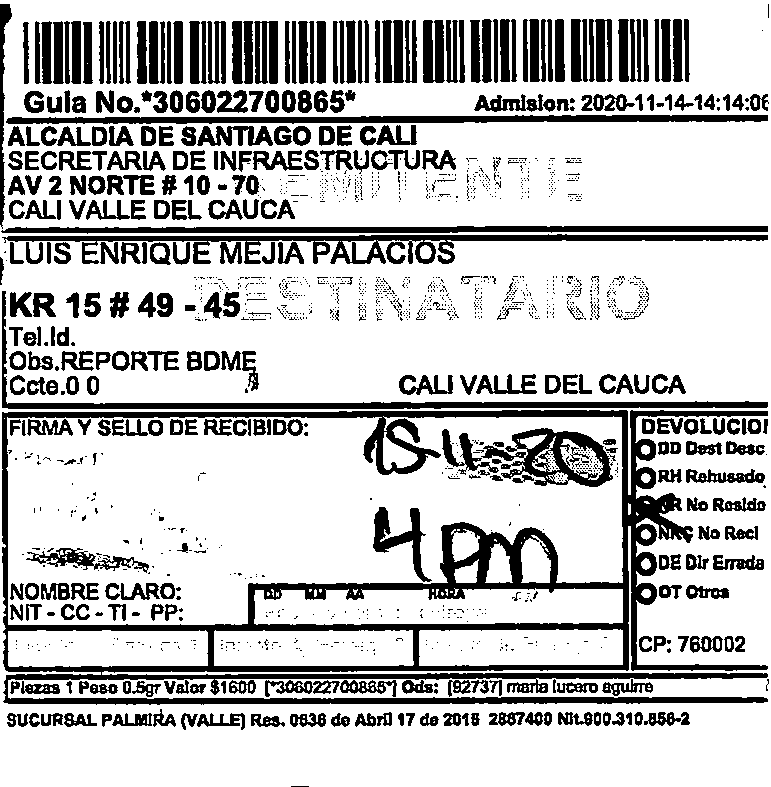 Guia No.*306022700865* Admision: 2020-11-14-14:14:06
ALCALDIA DE SANTIAGO DE CALI
SECRETARIA DE INFRAESTRUCTURA
AV 2 NORTE # 10 - 70
CALI VALLE DEL CAUCA
LUIS ENRIQUE MEJIA PALACIOS
DESTINATARIO
KR 15 # 49 - 45
Tel.Id.
Obs.REPORTE BDME
Ccte.0 0 CALI VALLE DEL CAUCA
FIRMA Y SELLO DE RECIBIDO:
15-11-20
4pm
NOMBRE CLARO:
NIT - CC - TI - PP:
DD MM AA HORA
DEVOLUCION
DD Dest Desc
RH Rehusado
NR No Reside
NRC No Recl
DE Dir Errada
OT Otros
CP: 760002
Piezas 1 Peso 0.5gr Valor $1600 [*306022700865*] Ods: [92737] maria lucero aguirre
SUCURSAL PALMIRA (VALLE) Res. 0636 de Abril 17 de 2015 2887400 Nit.900.310.856-2